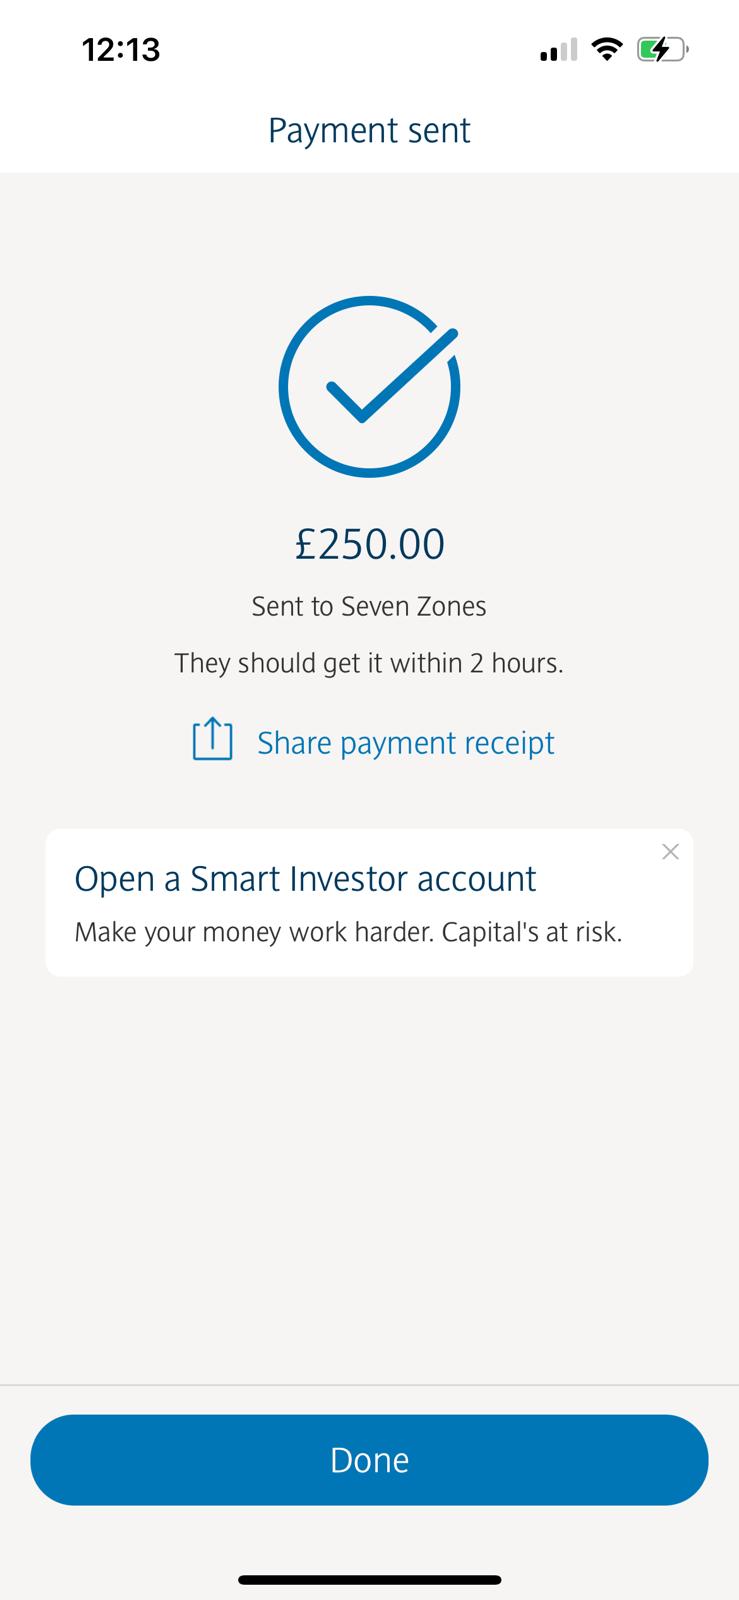 12:13
Payment sent
£250.00
Sent to Seven Zones
They should get it within 2 hours.
Share payment receipt
Open a Smart Investor account
Make your money work harder. Capital's at risk.
Done